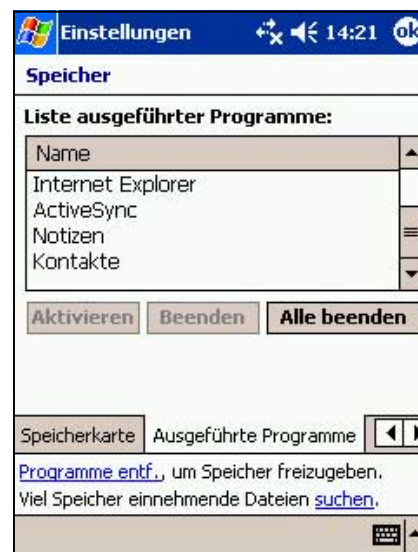 Einstellungen 14:21 ok
Speicher
Liste ausgeführter Programme:
Name
Internet Explorer
ActiveSync
Notizen
Kontakte
Aktivieren Beenden Alle beenden
Speicherkarte Ausgeführte Programme
Programme entf., um Speicher freizugeben.
Viel Speicher einnehmende Dateien suchen.